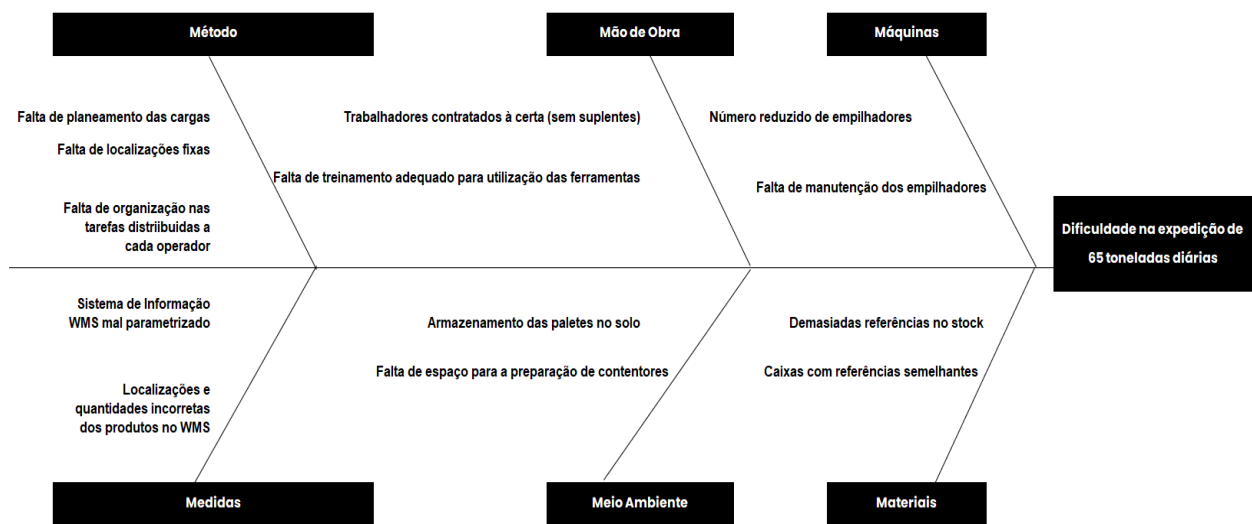 Método
Mão de Obra
Máquinas
Falta de planeamento das cargas
Trabalhadores contratados à certa (sem suplentes)
Número reduzido de empilhadores
Falta de localizações fixas
Falta de treinamento adequado para utilização das ferramentas
Falta de manutenção dos empilhadores
Falta de organização nas
tarefas distriibuidas a
cada operador
Dificuldade na expedição de
65 toneladas diárias
Sistema de Informação
WMS mal parametrizado
Armazenamento das paletes no solo
Demasiadas referências no stock
Falta de espaço para a preparação de contentores
Caixas com referências semelhantes
Localizações e
quantidades incorretas
dos produtos no WMS
Medidas
Meio Ambiente
Materiais